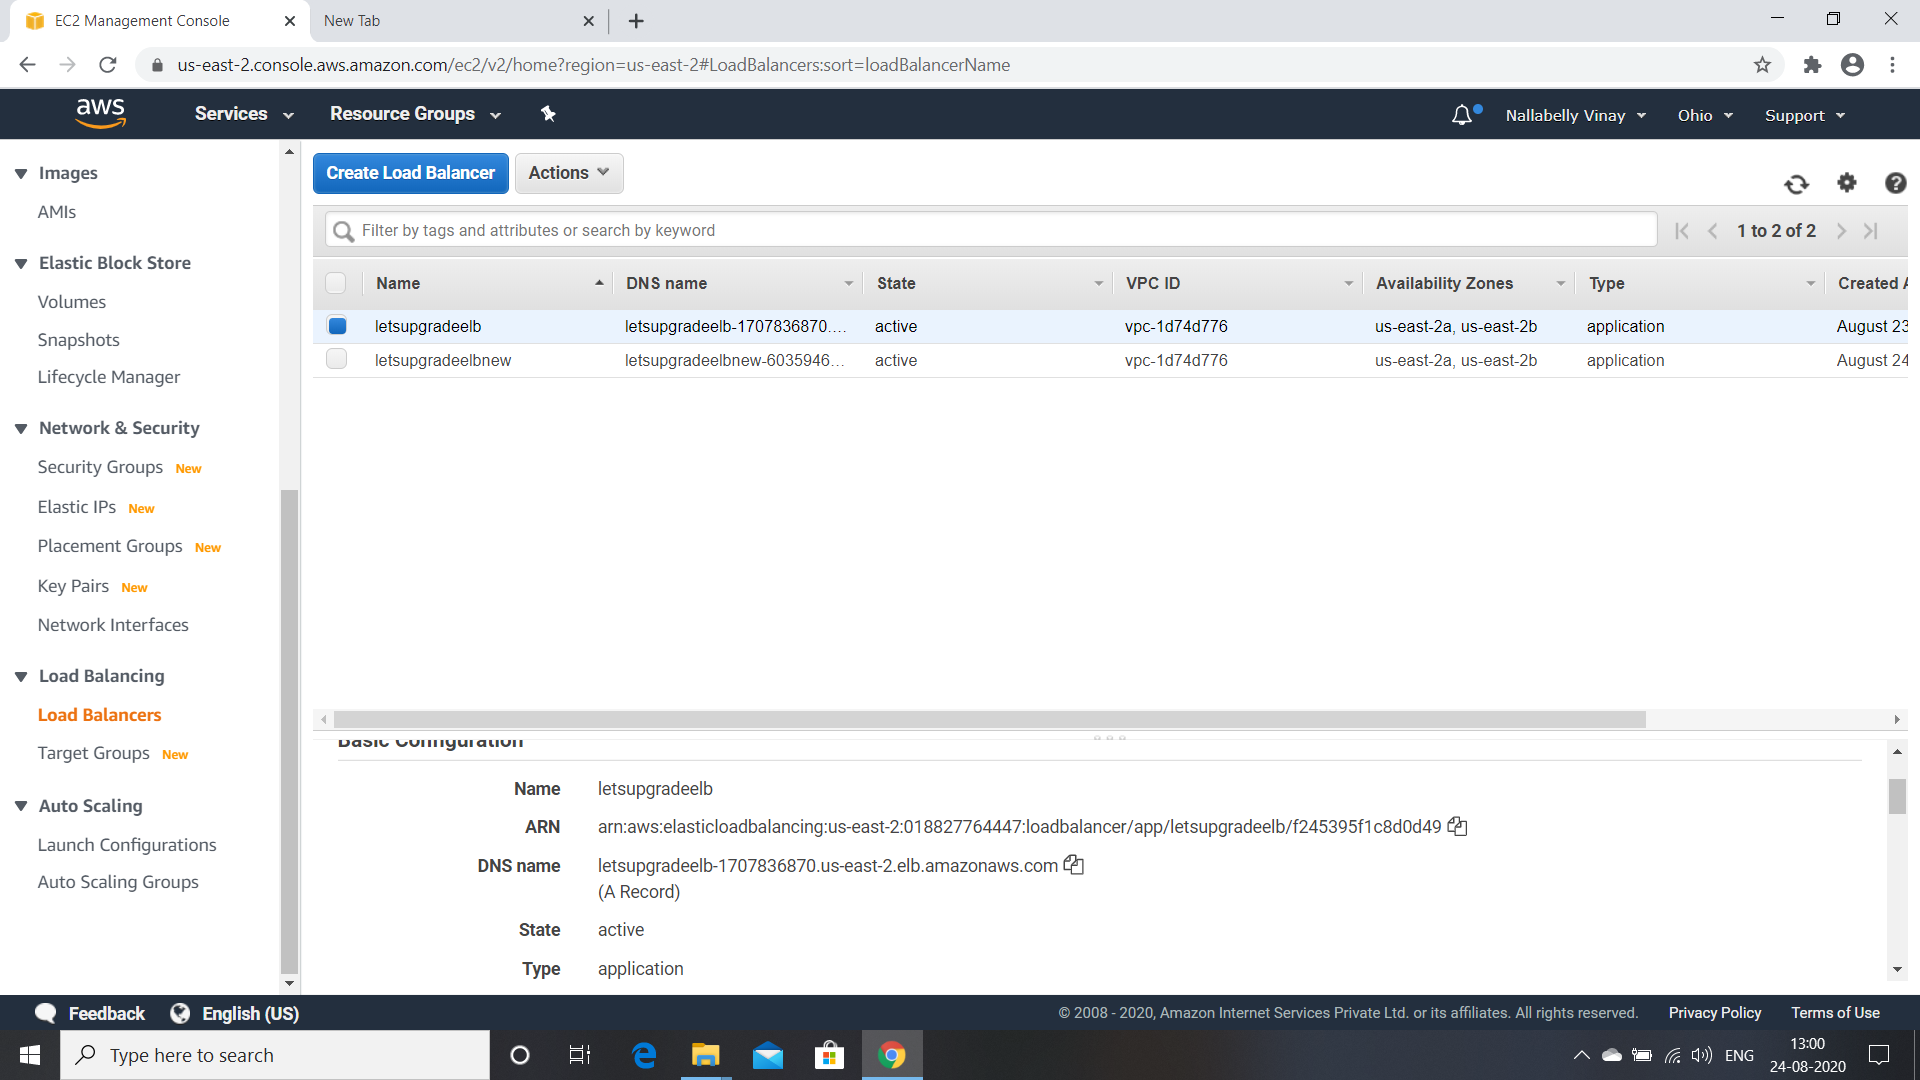 EC2 Management Console
New Tab
us-east-2.console.aws.amazon.com/ec2/v2/home?region=us-east-2#LoadBalancers:sort=loadBalancerName
aws
Services
Resource Groups
Nallabelly Vinay
Ohio
Support
Images
AMIs
Elastic Block Store
Volumes
Snapshots
Lifecycle Manager
Network & Security
Security Groups New
Elastic IPs New
Placement Groups New
Key Pairs New
Network Interfaces
Load Balancing
Load Balancers
Target Groups New
Auto Scaling
Launch Configurations
Auto Scaling Groups
Create Load Balancer
Actions
Filter by tags and attributes or search by keyword
1 to 2 of 2
Name DNS name State VPC ID Availability Zones Type Created A
letsupgradeelb letsupgradeelb-1707836870.... active vpc-1d74d776 us-east-2a, us-east-2b application August 23
letsupgradeelbnew letsupgradeelbnew-6035946... active vpc-1d74d776 us-east-2a, us-east-2b application August 24
Basic Configuration
Name letsupgradeelb
ARN arn:aws:elasticloadbalancing:us-east-2:018827764447:loadbalancer/app/letsupgradeelb/f245395f1c8d0d49
DNS name letsupgradeelb-1707836870.us-east-2.elb.amazonaws.com
(A Record)
State active
Type application
Feedback
English (US)
© 2008 - 2020, Amazon Internet Services Private Ltd. or its affiliates. All rights reserved.
Privacy Policy
Terms of Use
Type here to search
ENG
13:00
24-08-2020